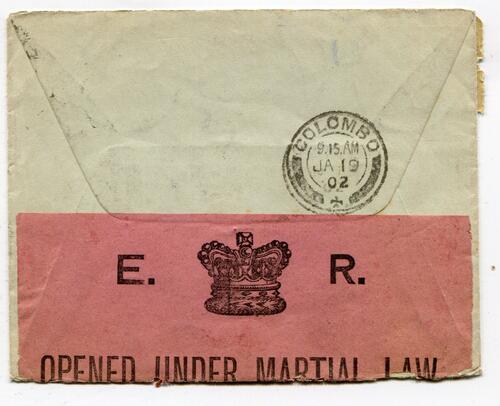 COLOMBO
9.15.AM
JA 19
02
E. R.
OPENED UNDER MARTIAL LAW